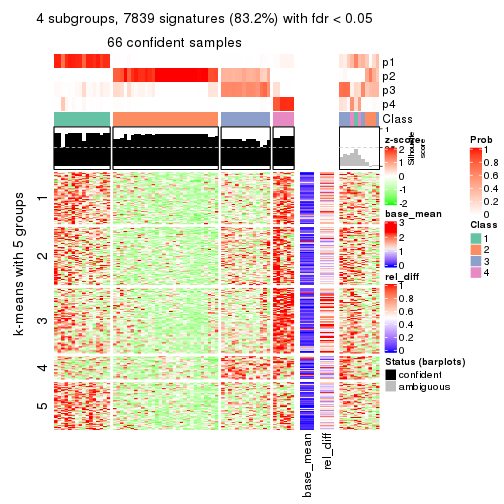 4 subgroups, 7839 signatures (83.2%) with fdr < 0.05
66 confident samples
p1
p2
p3
p4
Class
1
Silhouette
score
k-means with 5 groups
1
2
3
4
5
base_mean
rel_diff
z-score
2
1
0
-1
-2
base_mean
3
2
1
0
rel_diff
1
0.8
0.6
0.4
0.2
0
Status (barplots)
confident
ambiguous
Prob
1
0.8
0.6
0.4
0.2
0
Class
1
2
3
4